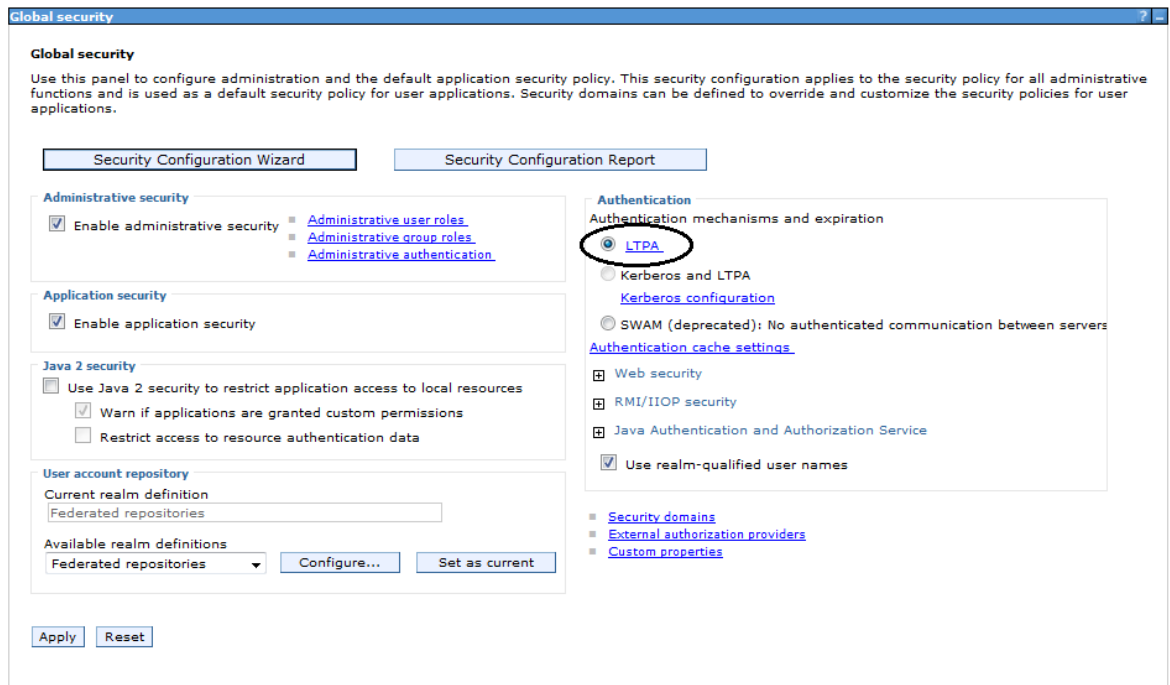 Global security
?
Global security
Use this panel to configure administration and the default application security policy. This security configuration applies to the security policy for all administrative
functions and is used as a default security policy for user applications. Security domains can be defined to override and customize the security policies for user
applications.
Security Configuration Wizard
Security Configuration Report
Administrative security
Enable administrative security
Administrative user roles
Administrative group roles
Administrative authentication
Application security
Enable application security
Java 2 security
Use Java 2 security to restrict application access to local resources
Warn if applications are granted custom permissions
Restrict access to resource authentication data
User account repository
Current realm definition
Federated repositories
Available realm definitions
Federated repositories
Configure...
Set as current
Authentication
Authentication mechanisms and expiration
LTPA
Kerberos and LTPA
Kerberos configuration
SWAM (deprecated): No authenticated communication between servers
Authentication cache settings
Web security
RMI/IIOP security
Java Authentication and Authorization Service
Use realm-qualified user names
Security domains
External authorization providers
Custom properties
Apply
Reset